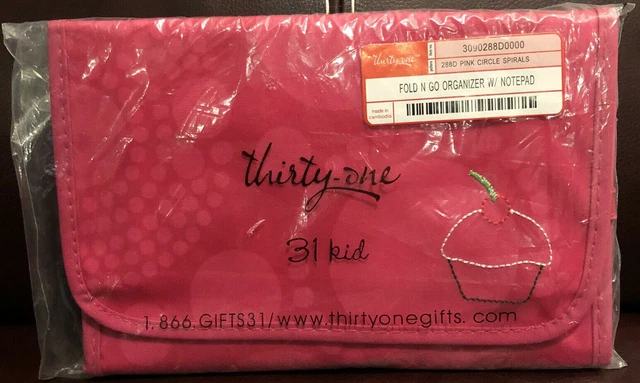 thirty-one
3090288D0000
288D PINK CIRCLE SPIRALS
FOLD N GO ORGANIZER W/ NOTEPAD
made in
cambodia
thirty-one
31 kid
1.866.GIFTS31/www.thirtyonegifts.com